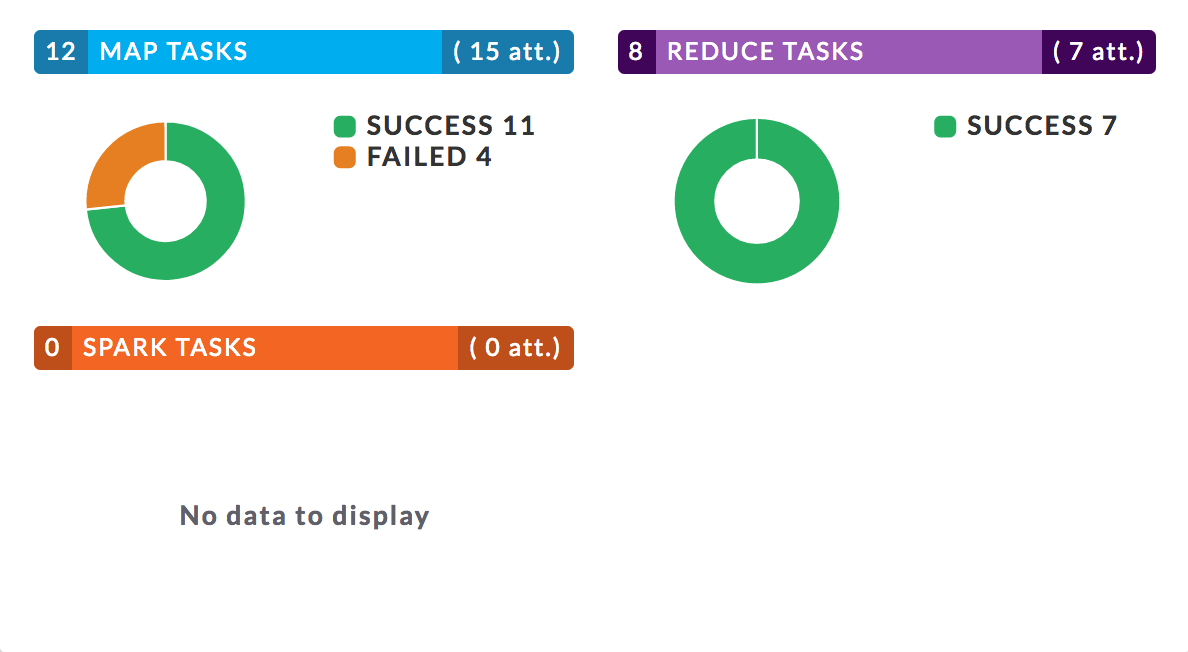 12 MAP TASKS ( 15 att.)
SUCCESS 11
FAILED 4
8 REDUCE TASKS ( 7 att.)
SUCCESS 7
0 SPARK TASKS ( 0 att.)
No data to display